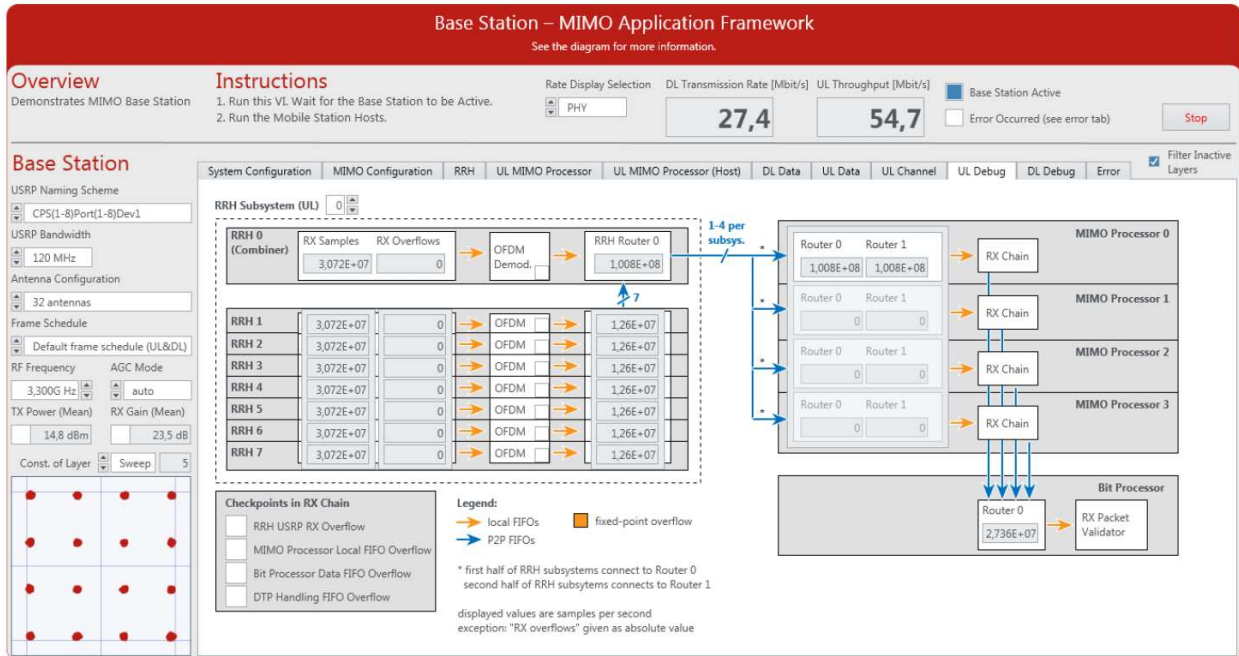 Base Station – MIMO Application Framework
See the diagram for more information.
Overview
Demonstrates MIMO Base Station
Instructions
1. Run this VI. Wait for the Base Station to be Active.
2. Run the Mobile Station Hosts.
Rate Display Selection
PHY
DL Transmission Rate [Mbit/s]
27,4
UL Throughput [Mbit/s]
54,7
Base Station Active
Error Occurred (see error tab)
Stop
Base Station
USRP Naming Scheme
CPS(1-8)Port(1-8)Dev1
USRP Bandwidth
120 MHz
Antenna Configuration
32 antennas
Frame Schedule
Default frame schedule (UL&DL)
RF Frequency AGC Mode
3,300G Hz auto
TX Power (Mean) RX Gain (Mean)
14,8 dBm 23,5 dB
Const. of Layer Sweep 5
System Configuration MIMO Configuration RRH UL MIMO Processor UL MIMO Processor (Host) DL Data UL Data UL Channel UL Debug DL Debug Error
Filter Inactive
Layers
RRH Subsystem (UL) 0
RRH 0
(Combiner)
RX Samples RX Overflows
3,072E+07 0
OFDM
Demod.
RRH Router 0
1,008E+08
7
RRH 1 3,072E+07 0 OFDM 1,26E+07
RRH 2 3,072E+07 0 OFDM 1,26E+07
RRH 3 3,072E+07 0 OFDM 1,26E+07
RRH 4 3,072E+07 0 OFDM 1,26E+07
RRH 5 3,072E+07 0 OFDM 1,26E+07
RRH 6 3,072E+07 0 OFDM 1,26E+07
RRH 7 3,072E+07 0 OFDM 1,26E+07
1-4 per
subsys.
*
*
*
*
MIMO Processor 0
Router 0 Router 1
1,008E+08 1,008E+08
RX Chain
MIMO Processor 1
Router 0 Router 1
0 0
RX Chain
MIMO Processor 2
Router 0 Router 1
0 0
RX Chain
MIMO Processor 3
Router 0 Router 1
0 0
RX Chain
Bit Processor
Router 0
2,736E+07
RX Packet
Validator
Checkpoints in RX Chain
RRH USRP RX Overflow
MIMO Processor Local FIFO Overflow
Bit Processor Data FIFO Overflow
DTP Handling FIFO Overflow
Legend:
local FIFOs fixed-point overflow
P2P FIFOs
* first half of RRH subsystems connect to Router 0
second half of RRH subsytems connects to Router 1
displayed values are samples per second
exception: "RX overflows" given as absolute value